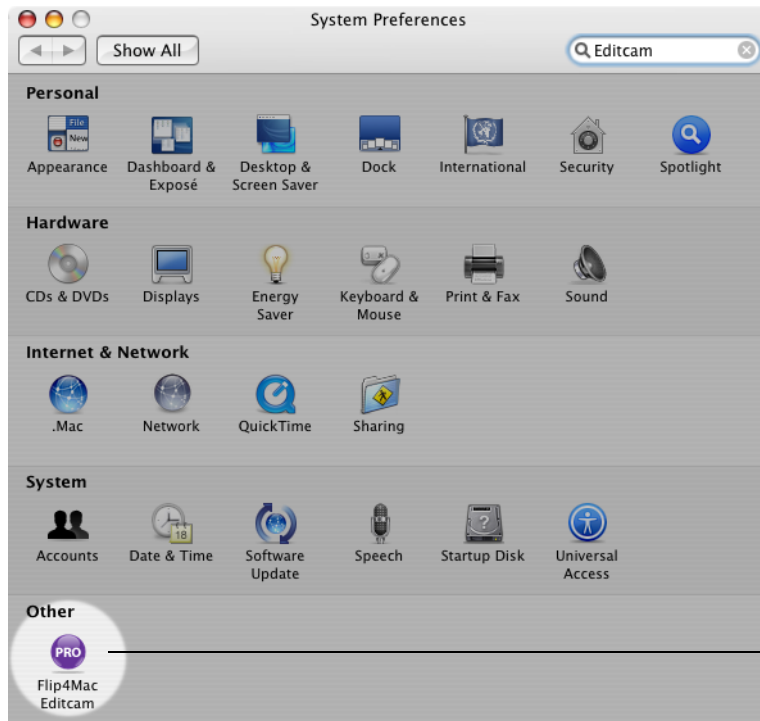 System Preferences
Show All
Editcam
Personal
File
New
Appearance
Dashboard &
Exposé
Desktop &
Screen Saver
Dock
International
Security
Spotlight
Hardware
CDs & DVDs
Displays
Energy
Saver
Keyboard &
Mouse
Print & Fax
Sound
Internet & Network
.Mac
Network
QuickTime
Sharing
System
18
Accounts
Date & Time
Software
Update
Speech
?
Startup Disk
Universal
Access
Other
PRO
Flip4Mac
Editcam